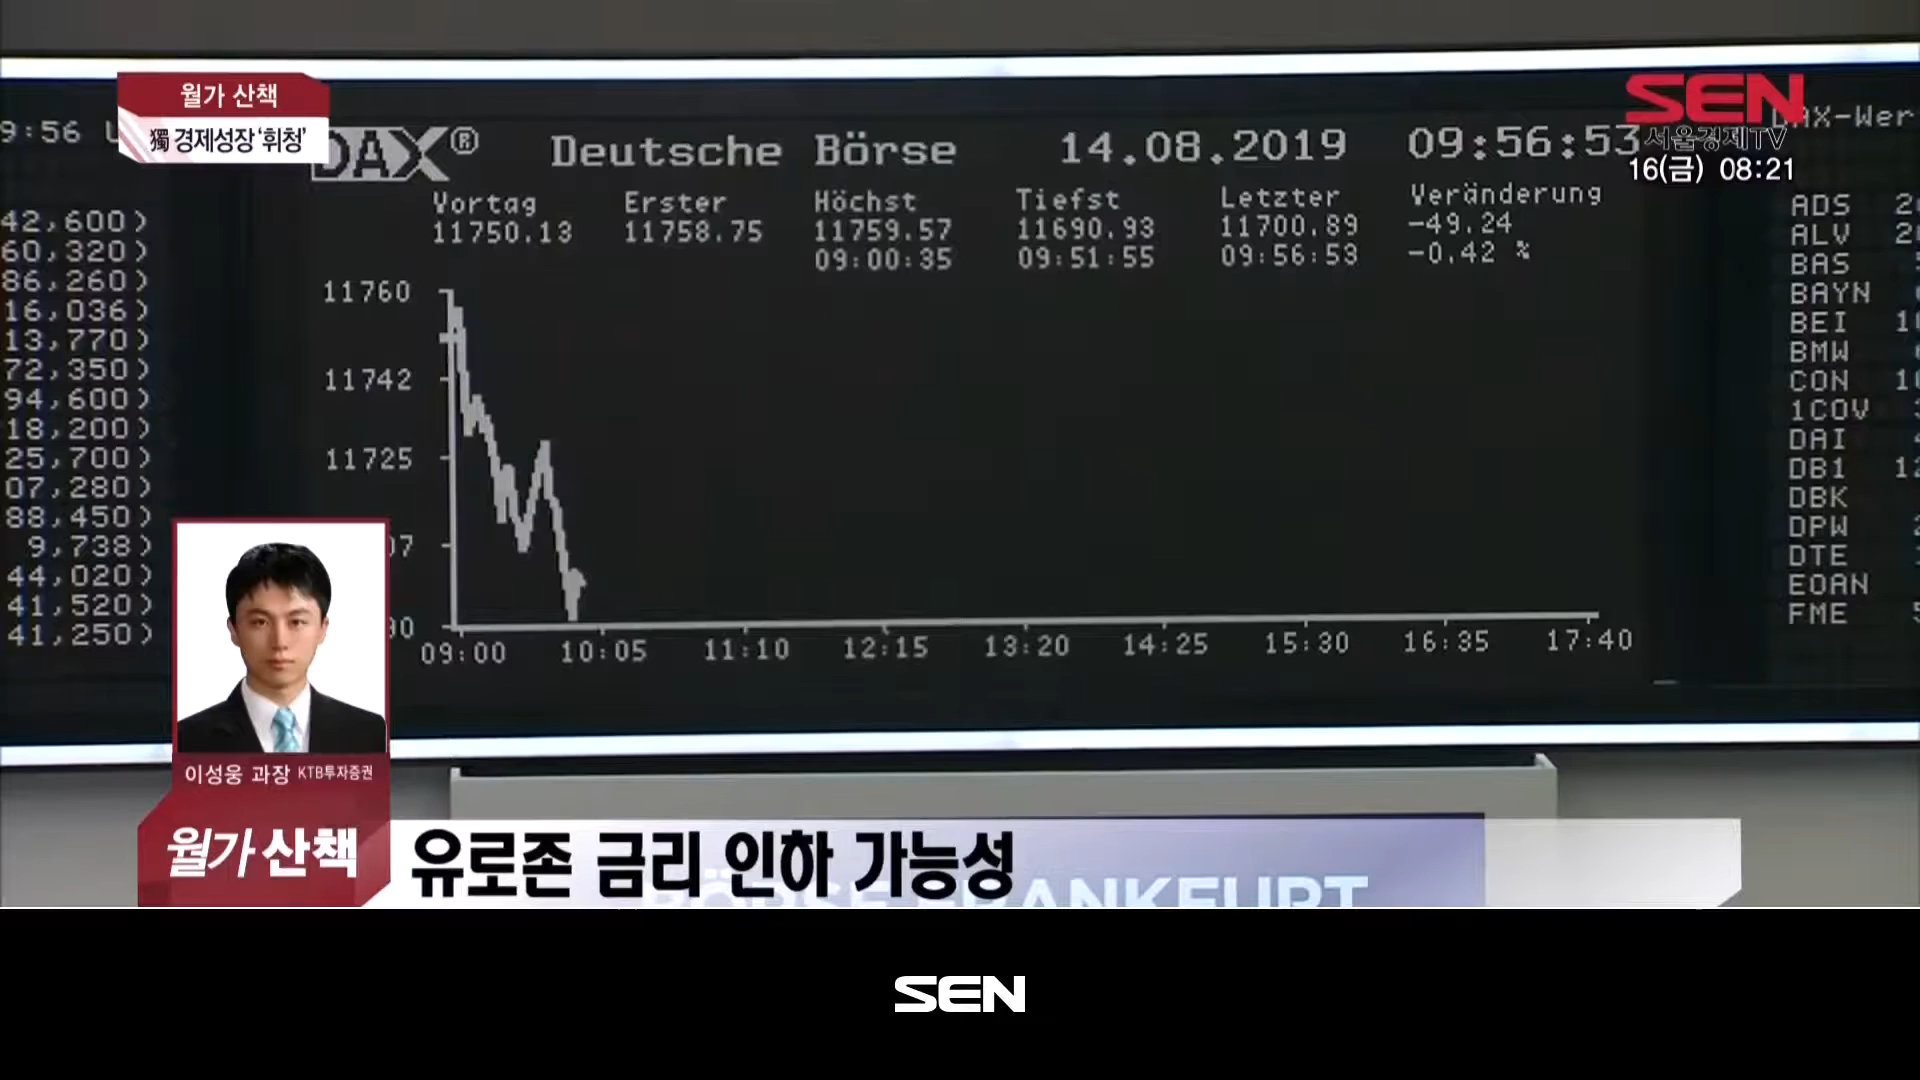 월가 산책
獨 경제성장 '휘청'
SEN
서울경제TV
16(금) 08:21
9:56
DAX® Deutsche Börse 14.08.2019 09:56:53
Vortag Erster Höchst Tiefst Letzter Veränderung
11750.13 11758.75 11759.57 11690.93 11700.89 -49.24
09:00:35 09:51:55 09:56:53 -0.42 %
42,600)
60,320)
86,260)
16,036)
13,770)
72,350)
94,600)
18,200)
25,700)
07,280)
88,450)
9,738)
44,020)
41,520)
41,250)
11760
11742
11725
09:00 10:05 11:10 12:15 13:20 14:25 15:30 16:35 17:40
ADS
ALV
BAS
BAYN
BEI
BMW
CON
1COV
DAI
DB1
DBK
DPW
DTE
EOAN
FME
이성웅 과장 KTB투자증권
월가 산책
유로존 금리 인하 가능성
SEN